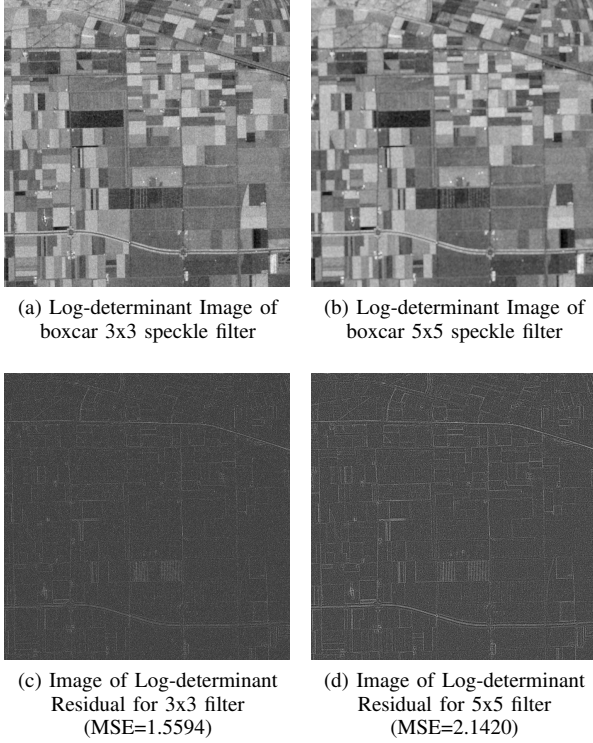 (a) Log-determinant Image of
boxcar 3x3 speckle filter
(b) Log-determinant Image of
boxcar 5x5 speckle filter
(c) Image of Log-determinant
Residual for 3x3 filter
(MSE=1.5594)
(d) Image of Log-determinant
Residual for 5x5 filter
(MSE=2.1420)